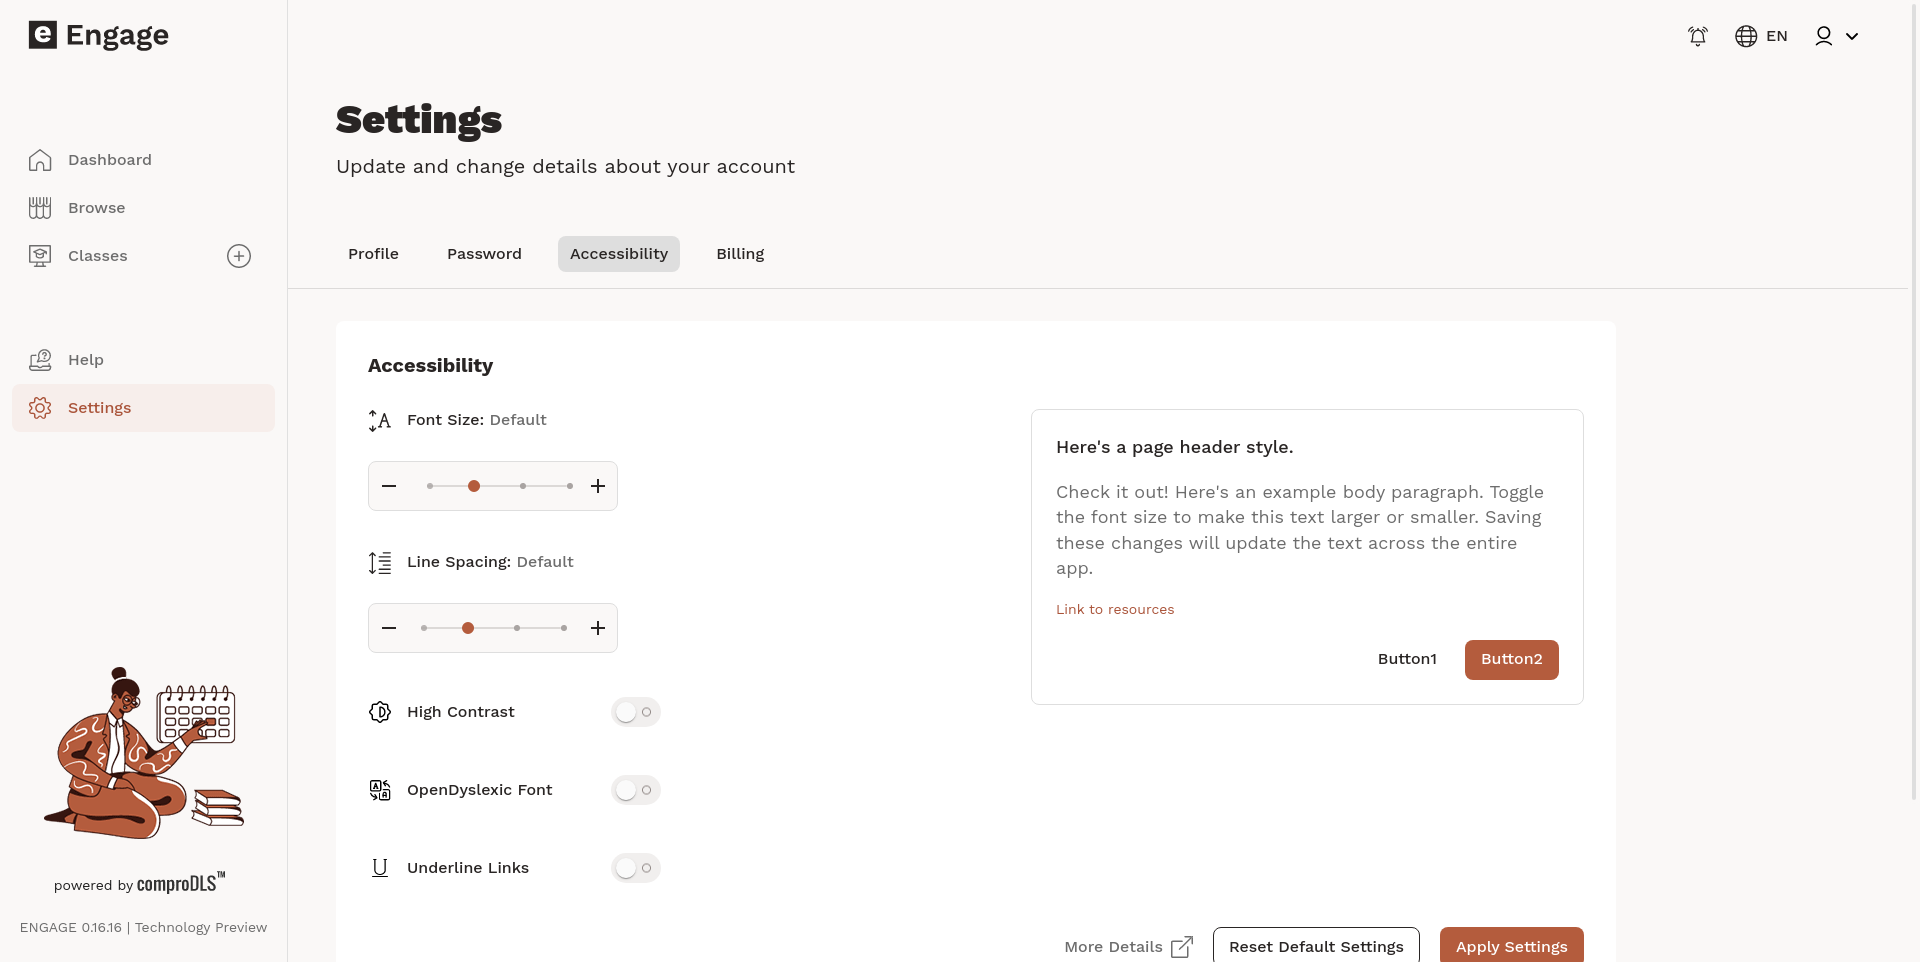 e Engage
EN
Dashboard
Browse
Classes
Help
Settings
powered by comproDLS™
ENGAGE 0.16.16 | Technology Preview
Settings
Update and change details about your account
Profile
Password
Accessibility
Billing
Accessibility
Font Size: Default
Line Spacing: Default
High Contrast
OpenDyslexic Font
Underline Links
Here's a page header style.
Check it out! Here's an example body paragraph. Toggle
the font size to make this text larger or smaller. Saving
these changes will update the text across the entire
app.
Link to resources
Button1
Button2
More Details
Reset Default Settings
Apply Settings